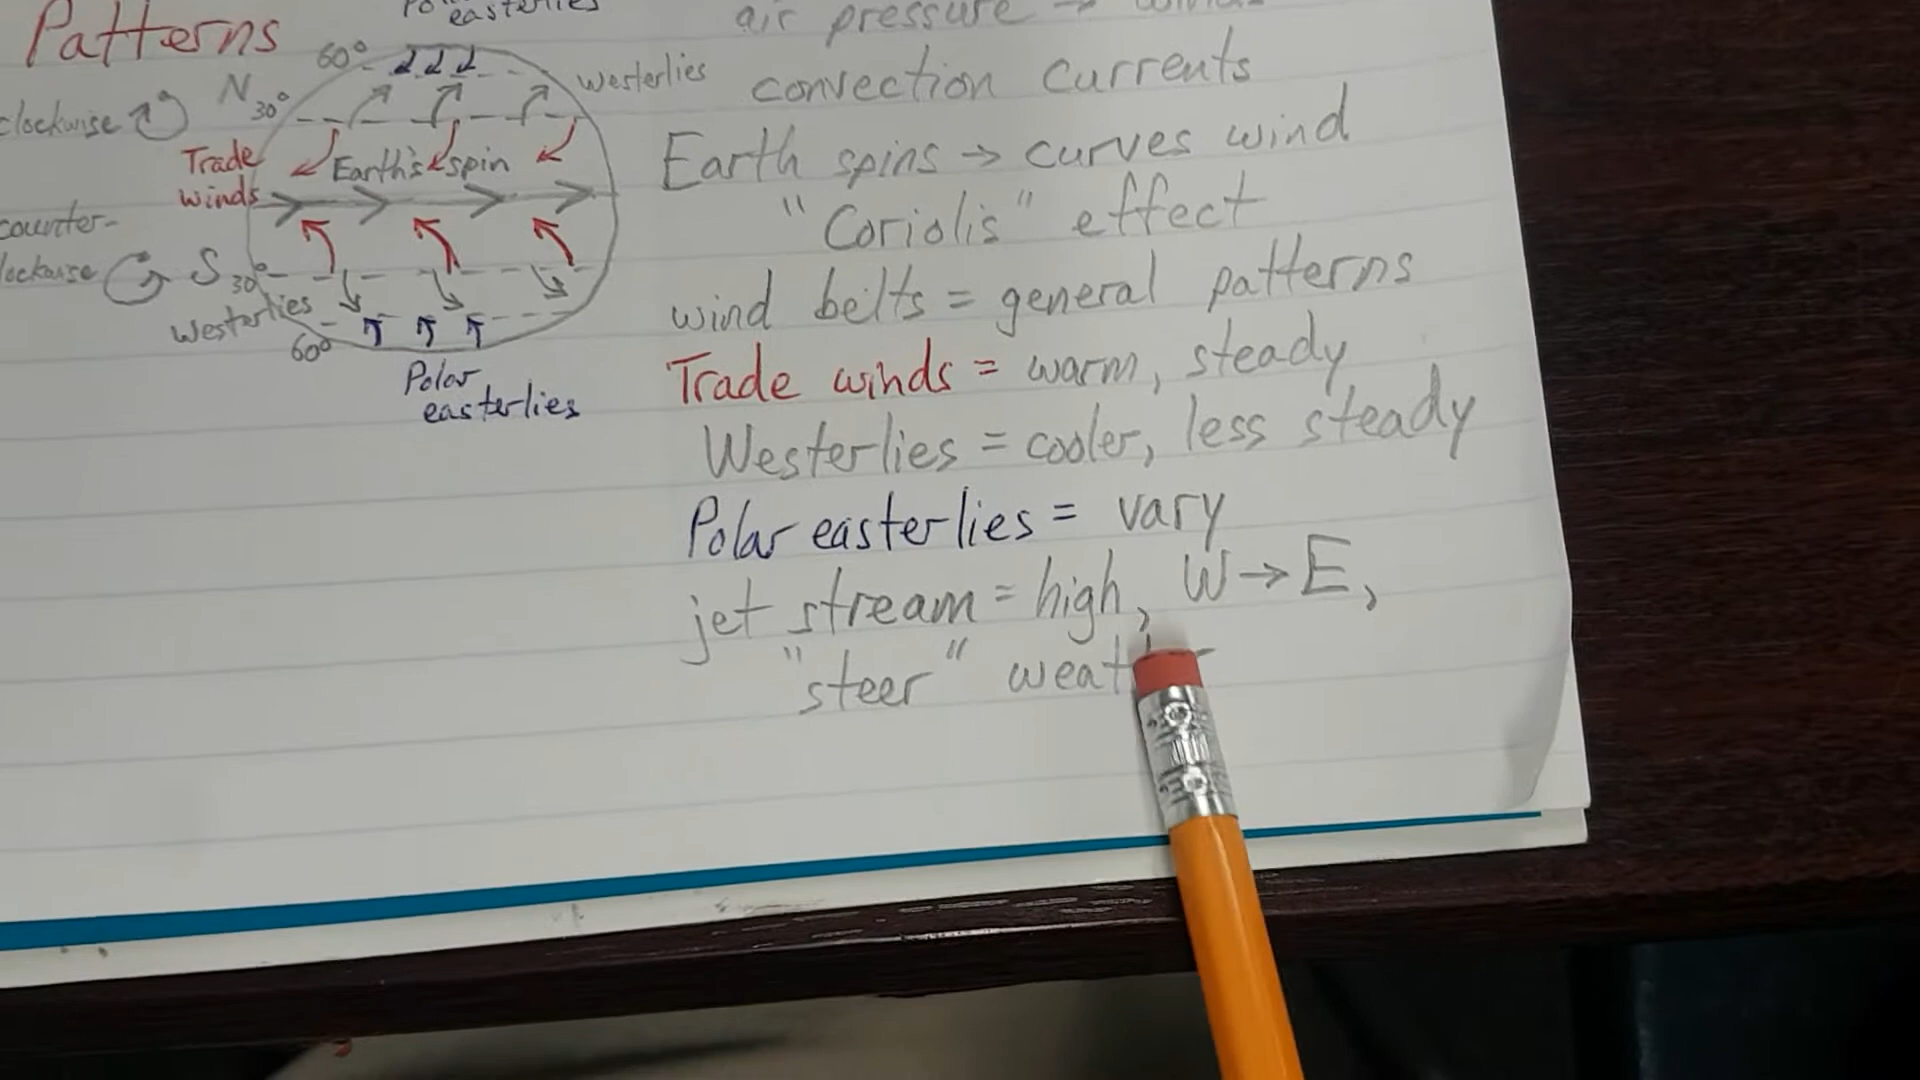 Patterns
easterlies
60°
Westerlies
N 30°
clockwise
Trade
winds
Earth's spin
counter-
S 30°
Westerlies
60°
Polar
easterlies
air pressure →
convection currents
Earth spins → curves wind
"Coriolis" effect
wind belts = general patterns
Trade winds = warm, steady
Westerlies = cooler, less steady
Polar easterlies = vary
jet stream = high, W → E,
"steer"